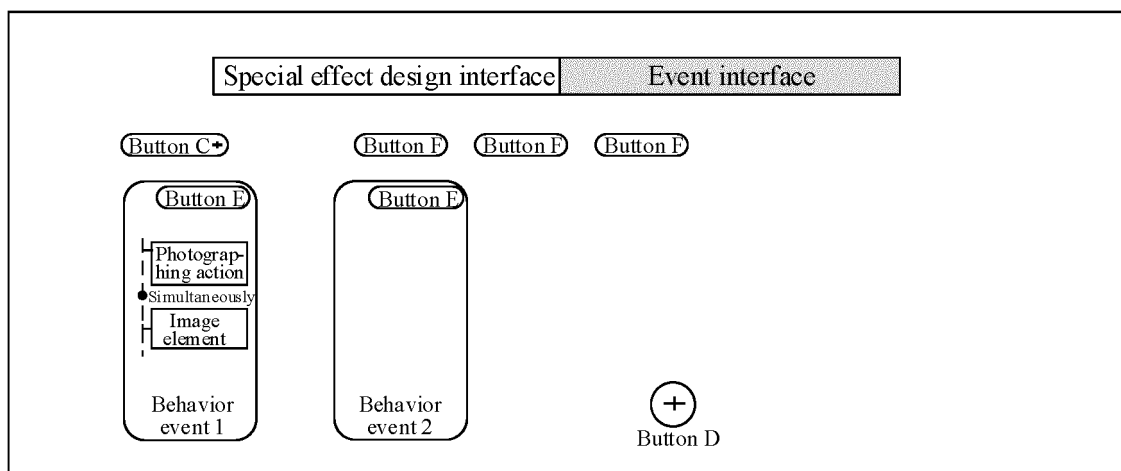 Special effect design interface
Event interface
Button C+
Button F
Button F
Button F
Button E
Photograp-
hing action
Simultaneously
Image
element
Behavior
event 1
Button E
Behavior
event 2
+
Button D